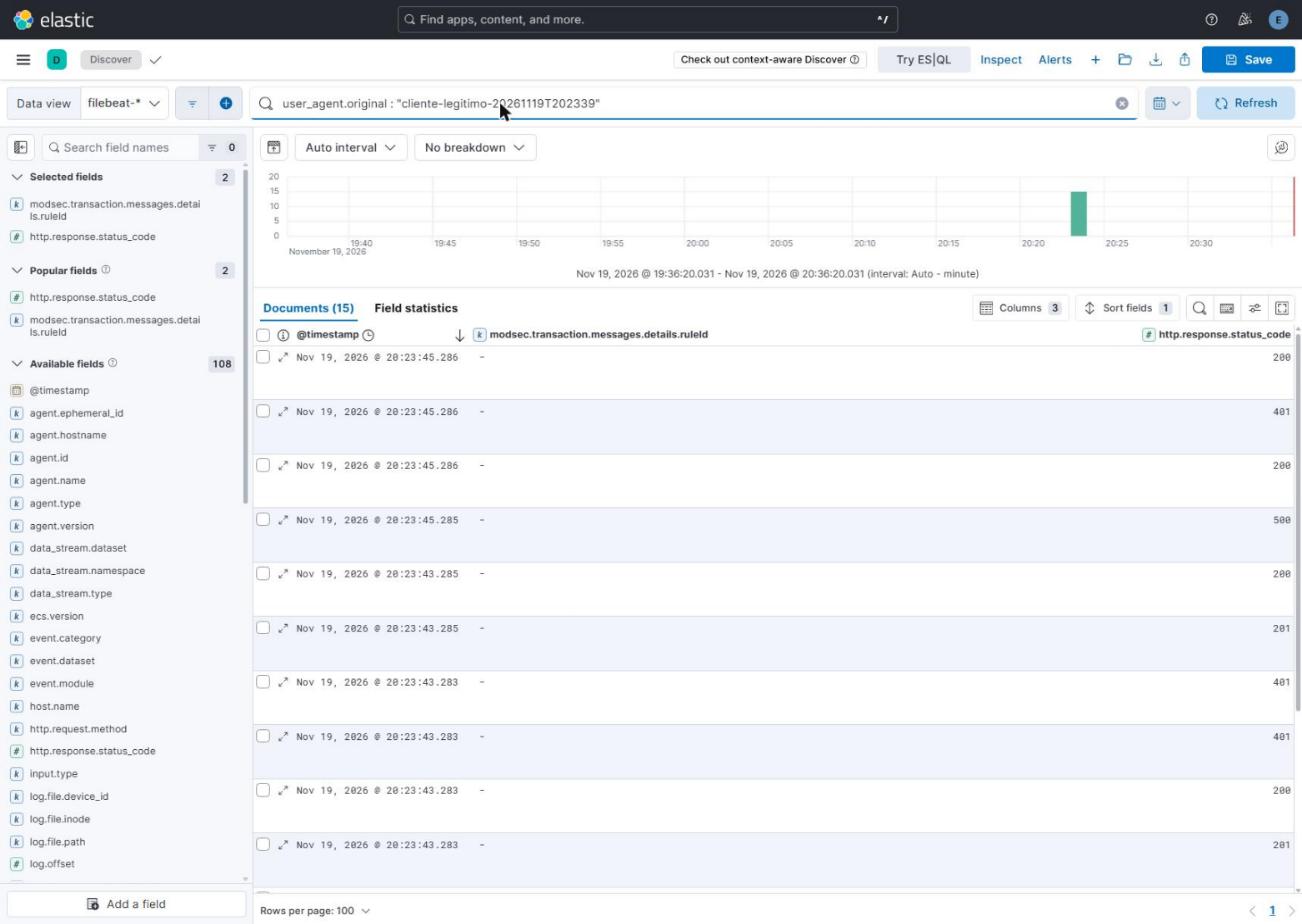 elastic
Find apps, content, and more.
^/
E
D
Discover
Check out context-aware Discover
Try ES|QL
Inspect
Alerts
Save
Data view
filebeat-*
user_agent.original : "cliente-legitimo-20261119T202339"
Refresh
Search field names
0
Auto interval
No breakdown
Selected fields
2
modsec.transaction.messages.detai
ls.ruleId
http.response.status_code
Popular fields
2
http.response.status_code
modsec.transaction.messages.detai
ls.ruleId
Available fields
108
@timestamp
agent.ephemeral_id
agent.hostname
agent.id
agent.name
agent.type
agent.version
data_stream.dataset
data_stream.namespace
data_stream.type
ecs.version
event.category
event.dataset
event.module
host.name
http.request.method
http.response.status_code
input.type
log.file.device_id
log.file.inode
log.file.path
log.offset
Add a field
20
15
10
5
0
19:40
19:45
19:50
19:55
20:00
20:05
20:10
20:15
20:20
20:25
20:30
November 19, 2026
Nov 19, 2026 @ 19:36:20.031 - Nov 19, 2026 @ 20:36:20.031 (interval: Auto - minute)
Documents (15)
Field statistics
Columns 3
Sort fields 1
@timestamp
k modsec.transaction.messages.details.ruleId
# http.response.status_code
Nov 19, 2026 @ 20:23:45.286 - 200
Nov 19, 2026 @ 20:23:45.286 - 401
Nov 19, 2026 @ 20:23:45.286 - 200
Nov 19, 2026 @ 20:23:45.285 - 500
Nov 19, 2026 @ 20:23:43.285 - 200
Nov 19, 2026 @ 20:23:43.285 - 201
Nov 19, 2026 @ 20:23:43.283 - 401
Nov 19, 2026 @ 20:23:43.283 - 401
Nov 19, 2026 @ 20:23:43.283 - 200
Nov 19, 2026 @ 20:23:43.283 - 201
Rows per page: 100
1